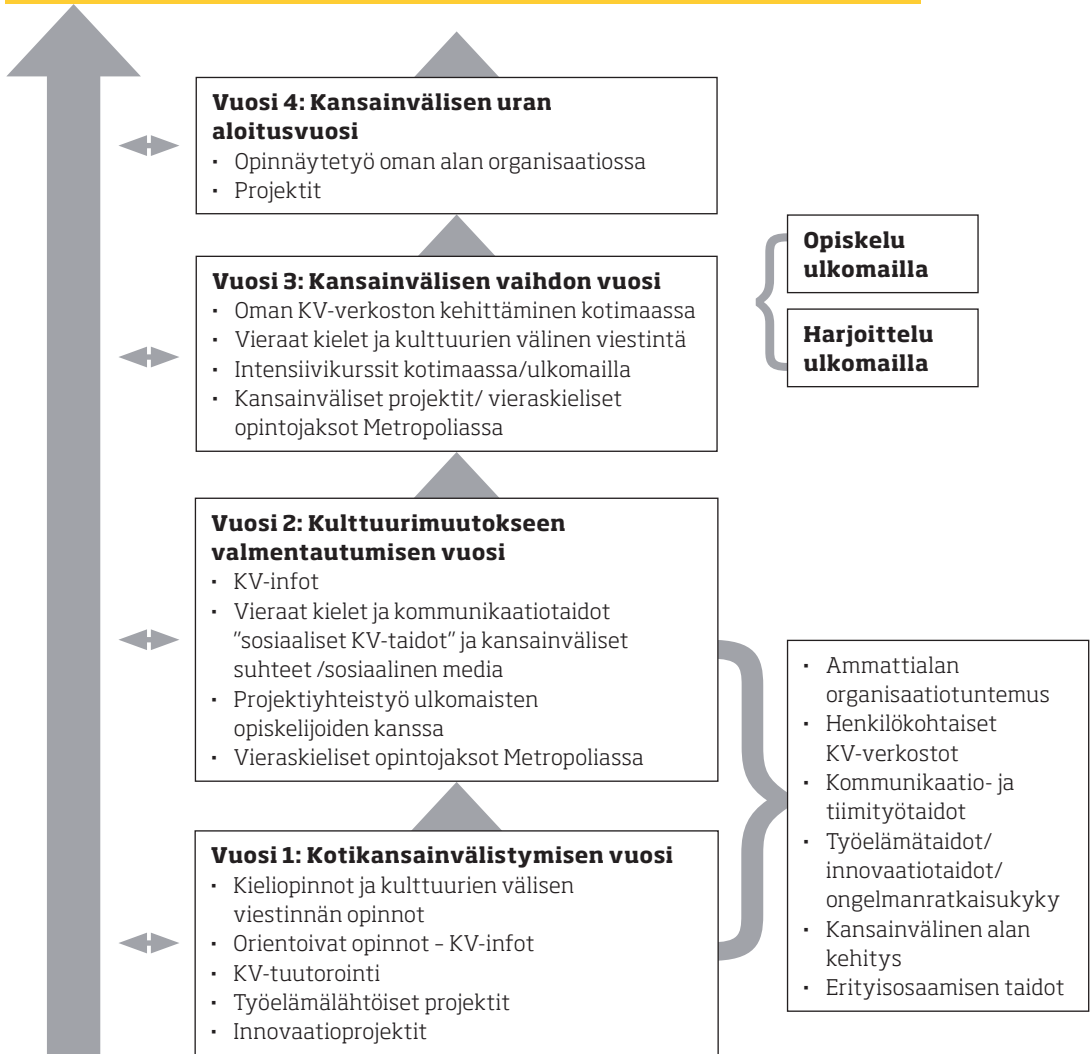 Vuosi 4: Kansainvälisen uran
aloitusvuosi
• Opinnäytetyö oman alan organisaatiossa
• Projektit
Vuosi 3: Kansainvälisen vaihdon vuosi
• Oman KV-verkoston kehittäminen kotimaassa
• Vieraat kielet ja kulttuurien välinen viestintä
• Intensiivikurssit kotimaassa/ulkomailla
• Kansainväliset projektit/ vieraskieliset
opintojaksot Metropoliassa
Opiskelu
ulkomailla
Harjoittelu
ulkomailla
Vuosi 2: Kulttuurimuutokseen
valmentautumisen vuosi
• KV-infot
• Vieraat kielet ja kommunikaatiotaidot
"sosiaaliset KV-taidot" ja kansainväliset
suhteet /sosiaalinen media
• Projektiyhteistyö ulkomaisten
opiskelijoiden kanssa
• Vieraskieliset opintojaksot Metropoliassa
Vuosi 1: Kotikansainvälistymisen vuosi
• Kieliopinnot ja kulttuurien välisen
viestinnän opinnot
• Orientoivat opinnot – KV-infot
• KV-tuutorointi
• Työelämälähtöiset projektit
• Innovaatioprojektit
• Ammattialan
organisaatiotuntemus
• Henkilökohtaiset
KV-verkostot
• Kommunikaatio- ja
tiimityötaidot
• Työelämätaidot/
innovaatiotaidot/
ongelmanratkaisukyky
• Kansainvälinen alan
kehitys
• Erityisosaamisen taidot